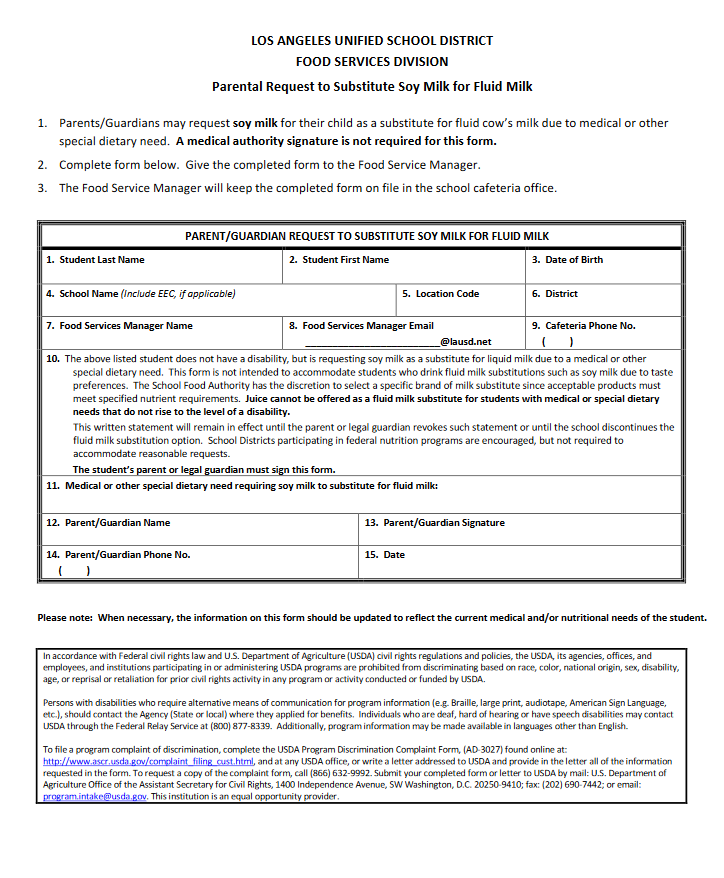 LOS ANGELES UNIFIED SCHOOL DISTRICT
FOOD SERVICES DIVISION
Parental Request to Substitute Soy Milk for Fluid Milk
1. Parents/Guardians may request soy milk for their child as a substitute for fluid cow's milk due to medical or other
special dietary need. A medical authority signature is not required for this form.
2. Complete form below. Give the completed form to the Food Service Manager.
3. The Food Service Manager will keep the completed form on file in the school cafeteria office.
PARENT/GUARDIAN REQUEST TO SUBSTITUTE SOY MILK FOR FLUID MILK
1. Student Last Name 2. Student First Name 3. Date of Birth
4. School Name (Include EEC, if applicable) 5. Location Code 6. District
7. Food Services Manager Name 8. Food Services Manager Email 9. Cafeteria Phone No.
__________________________@lausd.net ( )
10. The above listed student does not have a disability, but is requesting soy milk as a substitute for liquid milk due to a medical or other
special dietary need. This form is not intended to accommodate students who drink fluid milk substitutions such as soy milk due to taste
preferences. The School Food Authority has the discretion to select a specific brand of milk substitute since acceptable products must
meet specified nutrient requirements. Juice cannot be offered as a fluid milk substitute for students with medical or special dietary
needs that do not rise to the level of a disability.
This written statement will remain in effect until the parent or legal guardian revokes such statement or until the school discontinues the
fluid milk substitution option. School Districts participating in federal nutrition programs are encouraged, but not required to
accommodate reasonable requests.
The student's parent or legal guardian must sign this form.
11. Medical or other special dietary need requiring soy milk to substitute for fluid milk:
12. Parent/Guardian Name 13. Parent/Guardian Signature
14. Parent/Guardian Phone No. 15. Date
( )
Please note: When necessary, the information on this form should be updated to reflect the current medical and/or nutritional needs of the student.
In accordance with Federal civil rights law and U.S. Department of Agriculture (USDA) civil rights regulations and policies, the USDA, its agencies, offices, and
employees, and institutions participating in or administering USDA programs are prohibited from discriminating based on race, color, national origin, sex, disability,
age, or reprisal or retaliation for prior civil rights activity in any program or activity conducted or funded by USDA.
Persons with disabilities who require alternative means of communication for program information (e.g. Braille, large print, audiotape, American Sign Language,
etc.), should contact the Agency (State or local) where they applied for benefits. Individuals who are deaf, hard of hearing or have speech disabilities may contact
USDA through the Federal Relay Service at (800) 877-8339. Additionally, program information may be made available in languages other than English.
To file a program complaint of discrimination, complete the USDA Program Discrimination Complaint Form, (AD-3027) found online at:
http://www.ascr.usda.gov/complaint_filing_cust.html, and at any USDA office, or write a letter addressed to USDA and provide in the letter all of the information
requested in the form. To request a copy of the complaint form, call (866) 632-9992. Submit your completed form or letter to USDA by mail: U.S. Department of
Agriculture Office of the Assistant Secretary for Civil Rights, 1400 Independence Avenue, SW Washington, D.C. 20250-9410; fax: (202) 690-7442; or email:
program.intake@usda.gov. This institution is an equal opportunity provider.